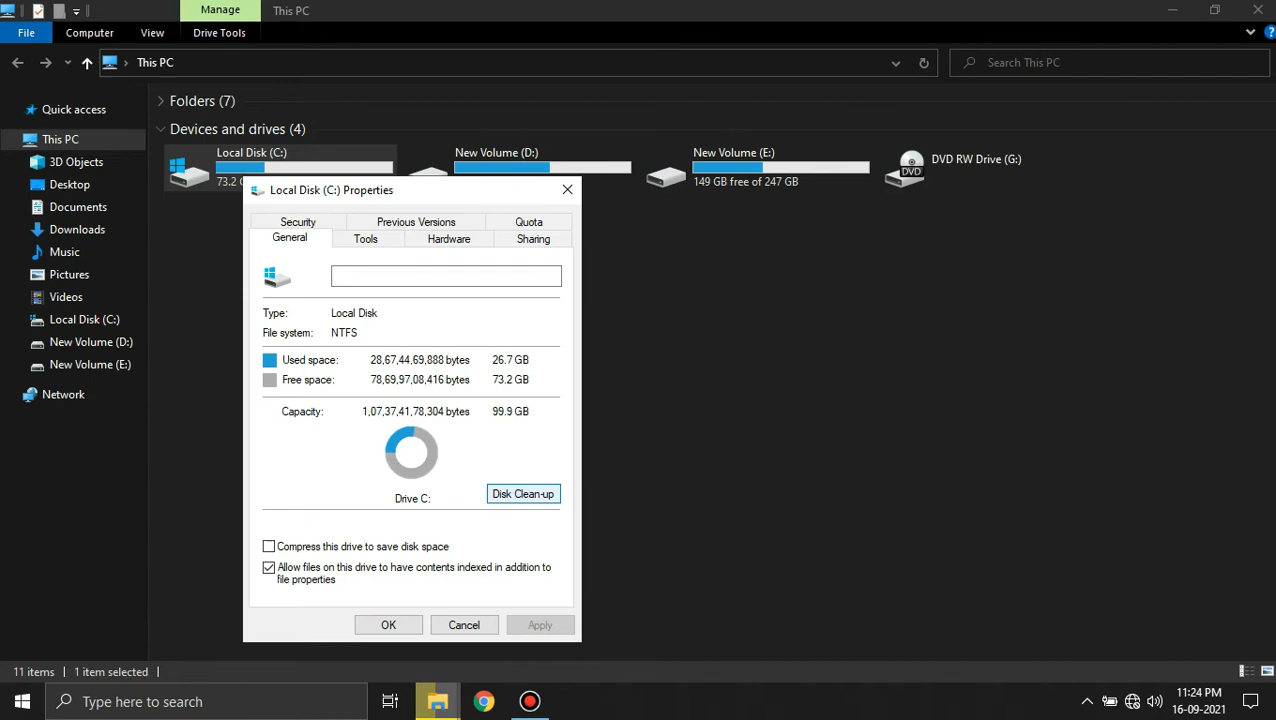 Manage
This PC
File
Computer
View
Drive Tools
This PC
Search This PC
Quick access
This PC
3D Objects
Desktop
Documents
Downloads
Music
Pictures
Videos
Local Disk (C:)
New Volume (D:)
New Volume (E:)
Network
Folders (7)
Devices and drives (4)
Local Disk (C:)
73.2 G
New Volume (D:)
New Volume (E:)
149 GB free of 247 GB
DVD RW Drive (G:)
DVD
Local Disk (C:) Properties
Security
Previous Versions
Quota
General
Tools
Hardware
Sharing
Type: Local Disk
File system: NTFS
Used space: 28,67,44,69,888 bytes 26.7 GB
Free space: 78,69,97,08,416 bytes 73.2 GB
Capacity: 1,07,37,41,78,304 bytes 99.9 GB
Drive C:
Disk Clean-up
Compress this drive to save disk space
Allow files on this drive to have contents indexed in addition to
file properties
OK
Cancel
Apply
11 items
1 item selected
Type here to search
11:24 PM
16-09-2021